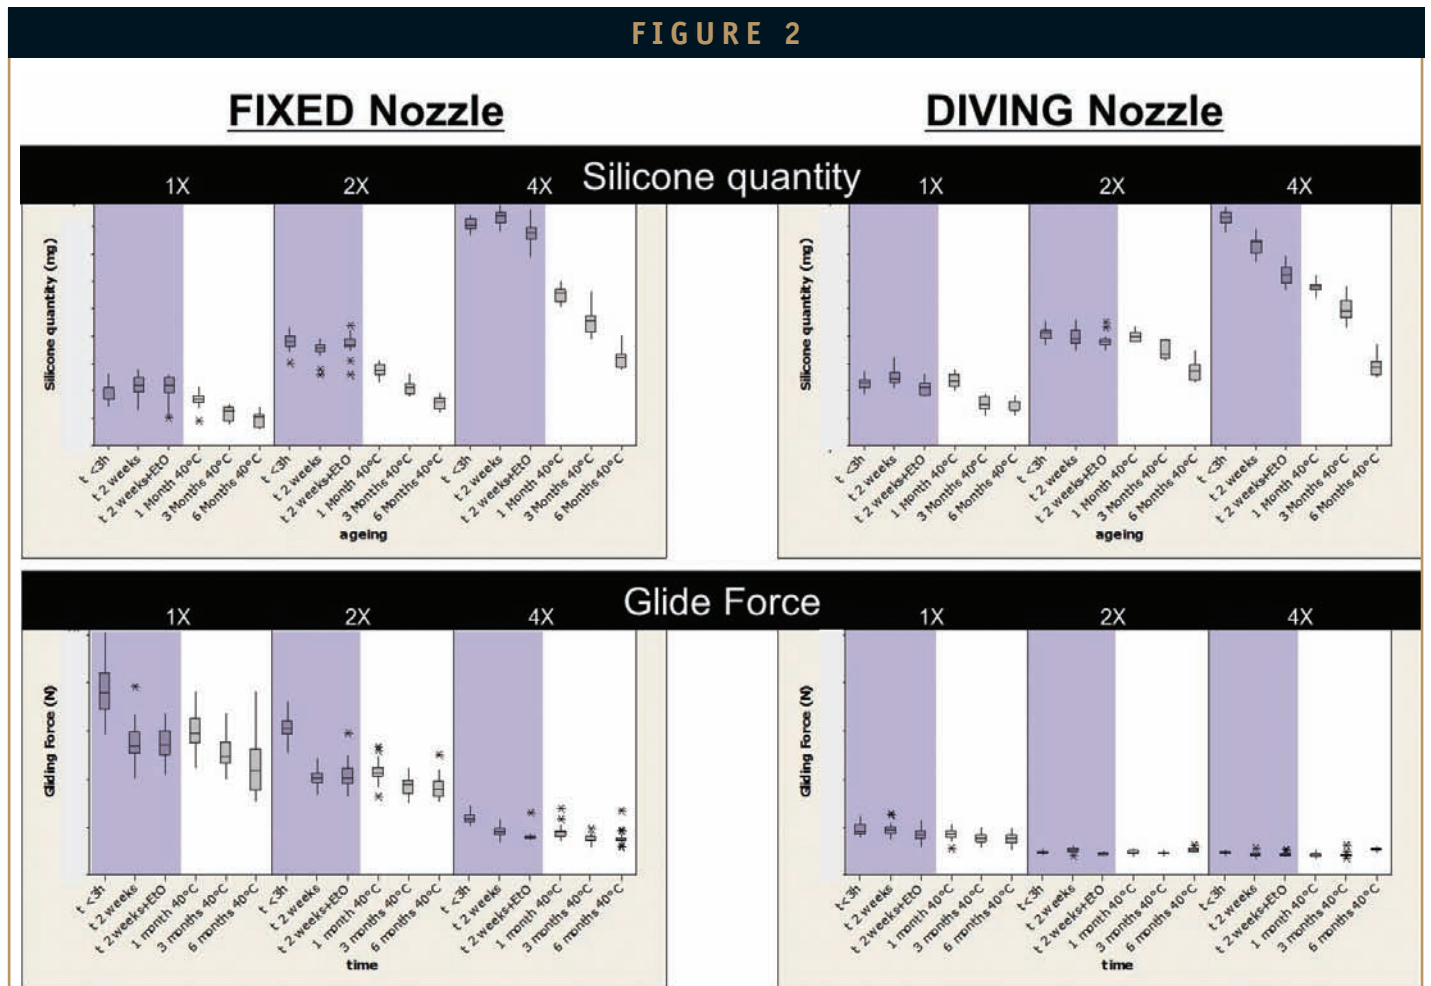 FIGURE 2
FIXED Nozzle
DIVING Nozzle
Silicone quantity
1X
2X
4X
1X
2X
4X
Silicone quantity (mg)
t <3h
t 2 weeks
t 2 weeks+EtO
1 Month 40°C
3 Months 40°C
6 Months 40°C
t <3h
t 2 weeks
t 2 weeks+EtO
1 Month 40°C
3 Months 40°C
6 Months 40°C
t <3h
t 2 weeks
t 2 weeks+EtO
1 Month 40°C
3 Months 40°C
6 Months 40°C
ageing
Silicone quantity (mg)
t <3h
t 2 weeks
t 2 weeks+EtO
1 Month 40°C
3 Months 40°C
6 Months 40°C
t <3h
t 2 weeks
t 2 weeks+EtO
1 Month 40°C
3 Months 40°C
6 Months 40°C
t <3h
t 2 weeks
t 2 weeks+EtO
1 Month 40°C
3 Months 40°C
6 Months 40°C
ageing
Glide Force
1X
2X
4X
1X
2X
4X
Gliding Force (N)
t <3h
t 2 weeks
t 2 weeks+EtO
1 month 40°C
3 months 40°C
6 months 40°C
t <3h
t 2 weeks
t 2 weeks+EtO
1 month 40°C
3 months 40°C
6 months 40°C
t <3h
t 2 weeks
t 2 weeks+EtO
1 month 40°C
3 months 40°C
6 months 40°C
time
Gliding Force (N)
t <3h
t 2 weeks
t 2 weeks+EtO
1 month 40°C
3 months 40°C
6 months 40°C
t <3h
t 2 weeks
t 2 weeks+EtO
1 month 40°C
3 months 40°C
6 months 40°C
t <3h
t 2 weeks
t 2 weeks+EtO
1 month 40°C
3 months 40°C
6 months 40°C
time